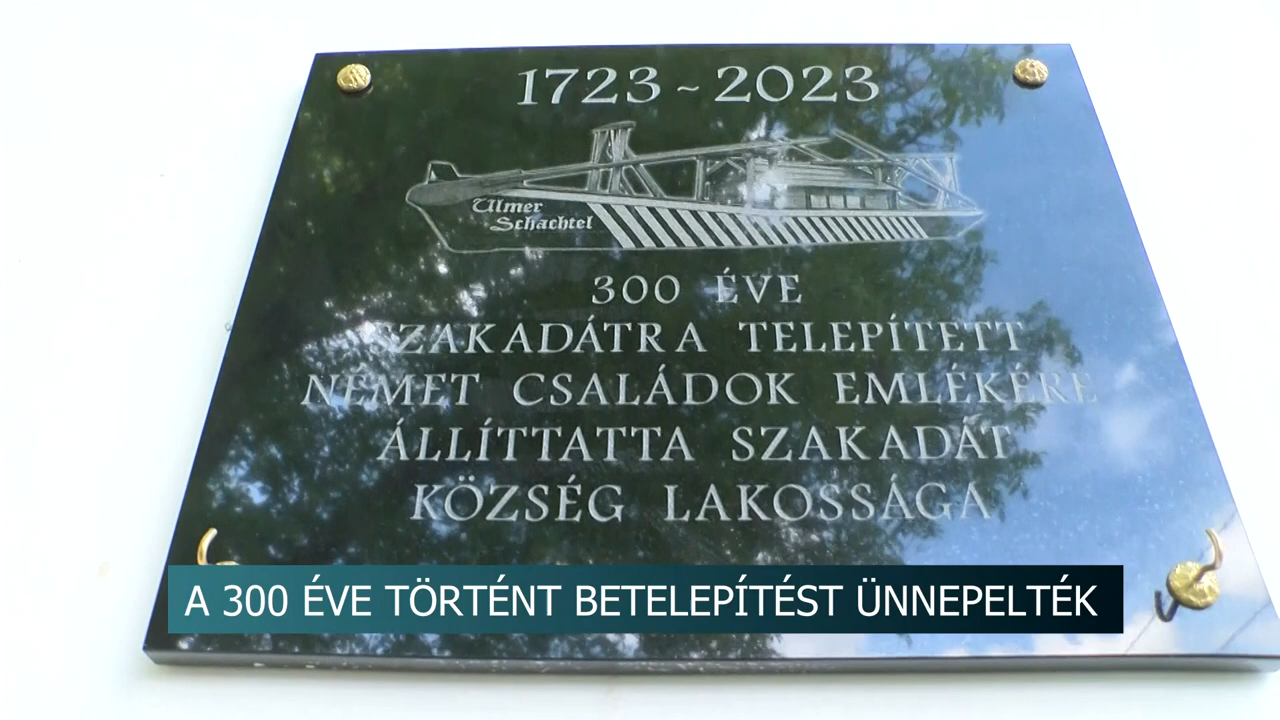 1723 ~ 2023
Ulmer
Schachtel
300 ÉVE
SZAKADÁTRA TELEPÍTETT
NÉMET CSALÁDOK EMLÉKÉRE
ÁLLÍTTATTA SZAKADÁT
KÖZSÉG LAKOSSÁGA
A 300 ÉVE TÖRTÉNT BETELEPÍTÉST ÜNNEPELTÉK